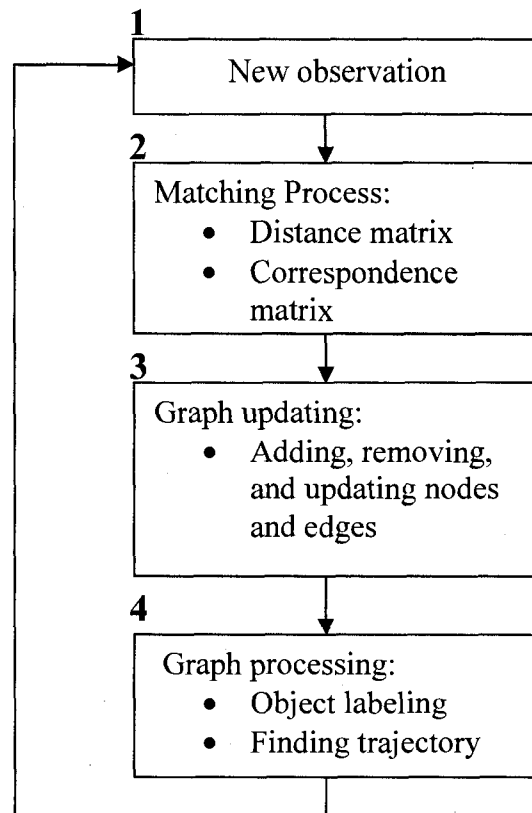 1
New observation
2
Matching Process:
• Distance matrix
• Correspondence
matrix
3
Graph updating:
• Adding, removing,
and updating nodes
and edges
4
Graph processing:
• Object labeling
• Finding trajectory